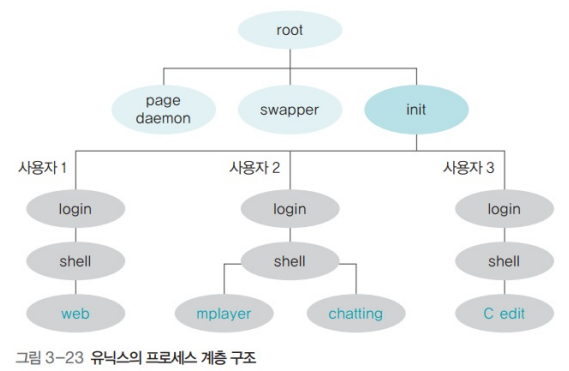 root
page
daemon
swapper
init
사용자 1
사용자 2
사용자 3
login
login
login
shell
shell
shell
web
mplayer
chatting
C edit
그림 3-23 유닉스의 프로세스 계층 구조